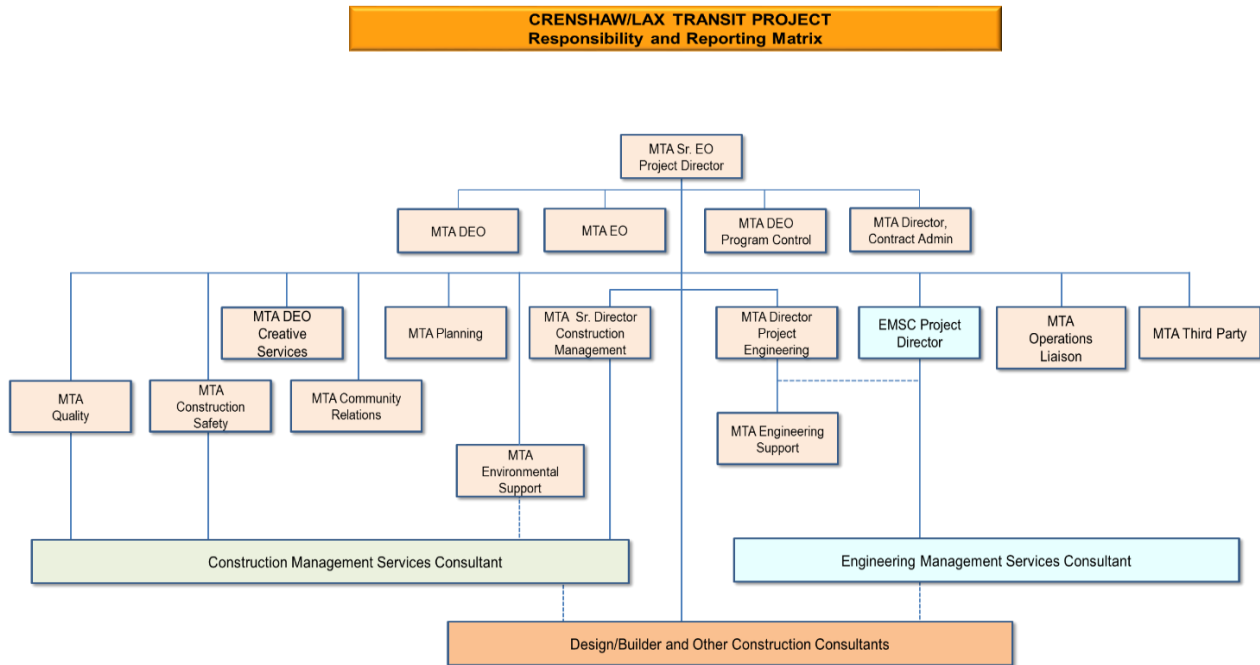 CRENSHAW/LAX TRANSIT PROJECT
Responsibility and Reporting Matrix
MTA Sr. EO
Project Director
MTA DEO
MTA EO
MTA DEO
Program Control
MTA Director,
Contract Admin
MTA DEO
Creative
Services
MTA Planning
MTA Sr. Director
Construction
Management
MTA Director
Project
Engineering
EMSC Project
Director
MTA
Operations
Liaison
MTA Third Party
MTA
Quality
MTA
Construction
Safety
MTA Community
Relations
MTA Engineering
Support
MTA
Environmental
Support
Construction Management Services Consultant
Engineering Management Services Consultant
Design/Builder and Other Construction Consultants